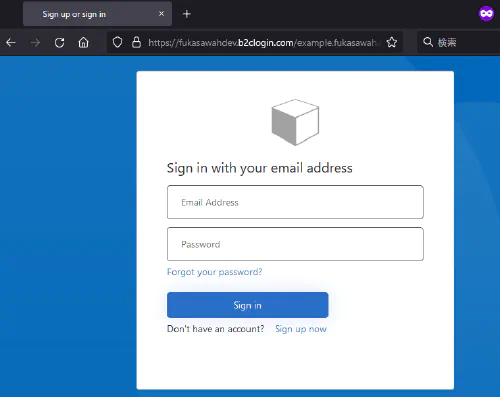 Sign up or sign in
https://fukasawahdev.b2clogin.com/example.fukasawah
検索
Sign in with your email address
Email Address
Password
Forgot your password?
Sign in
Don't have an account? Sign up now